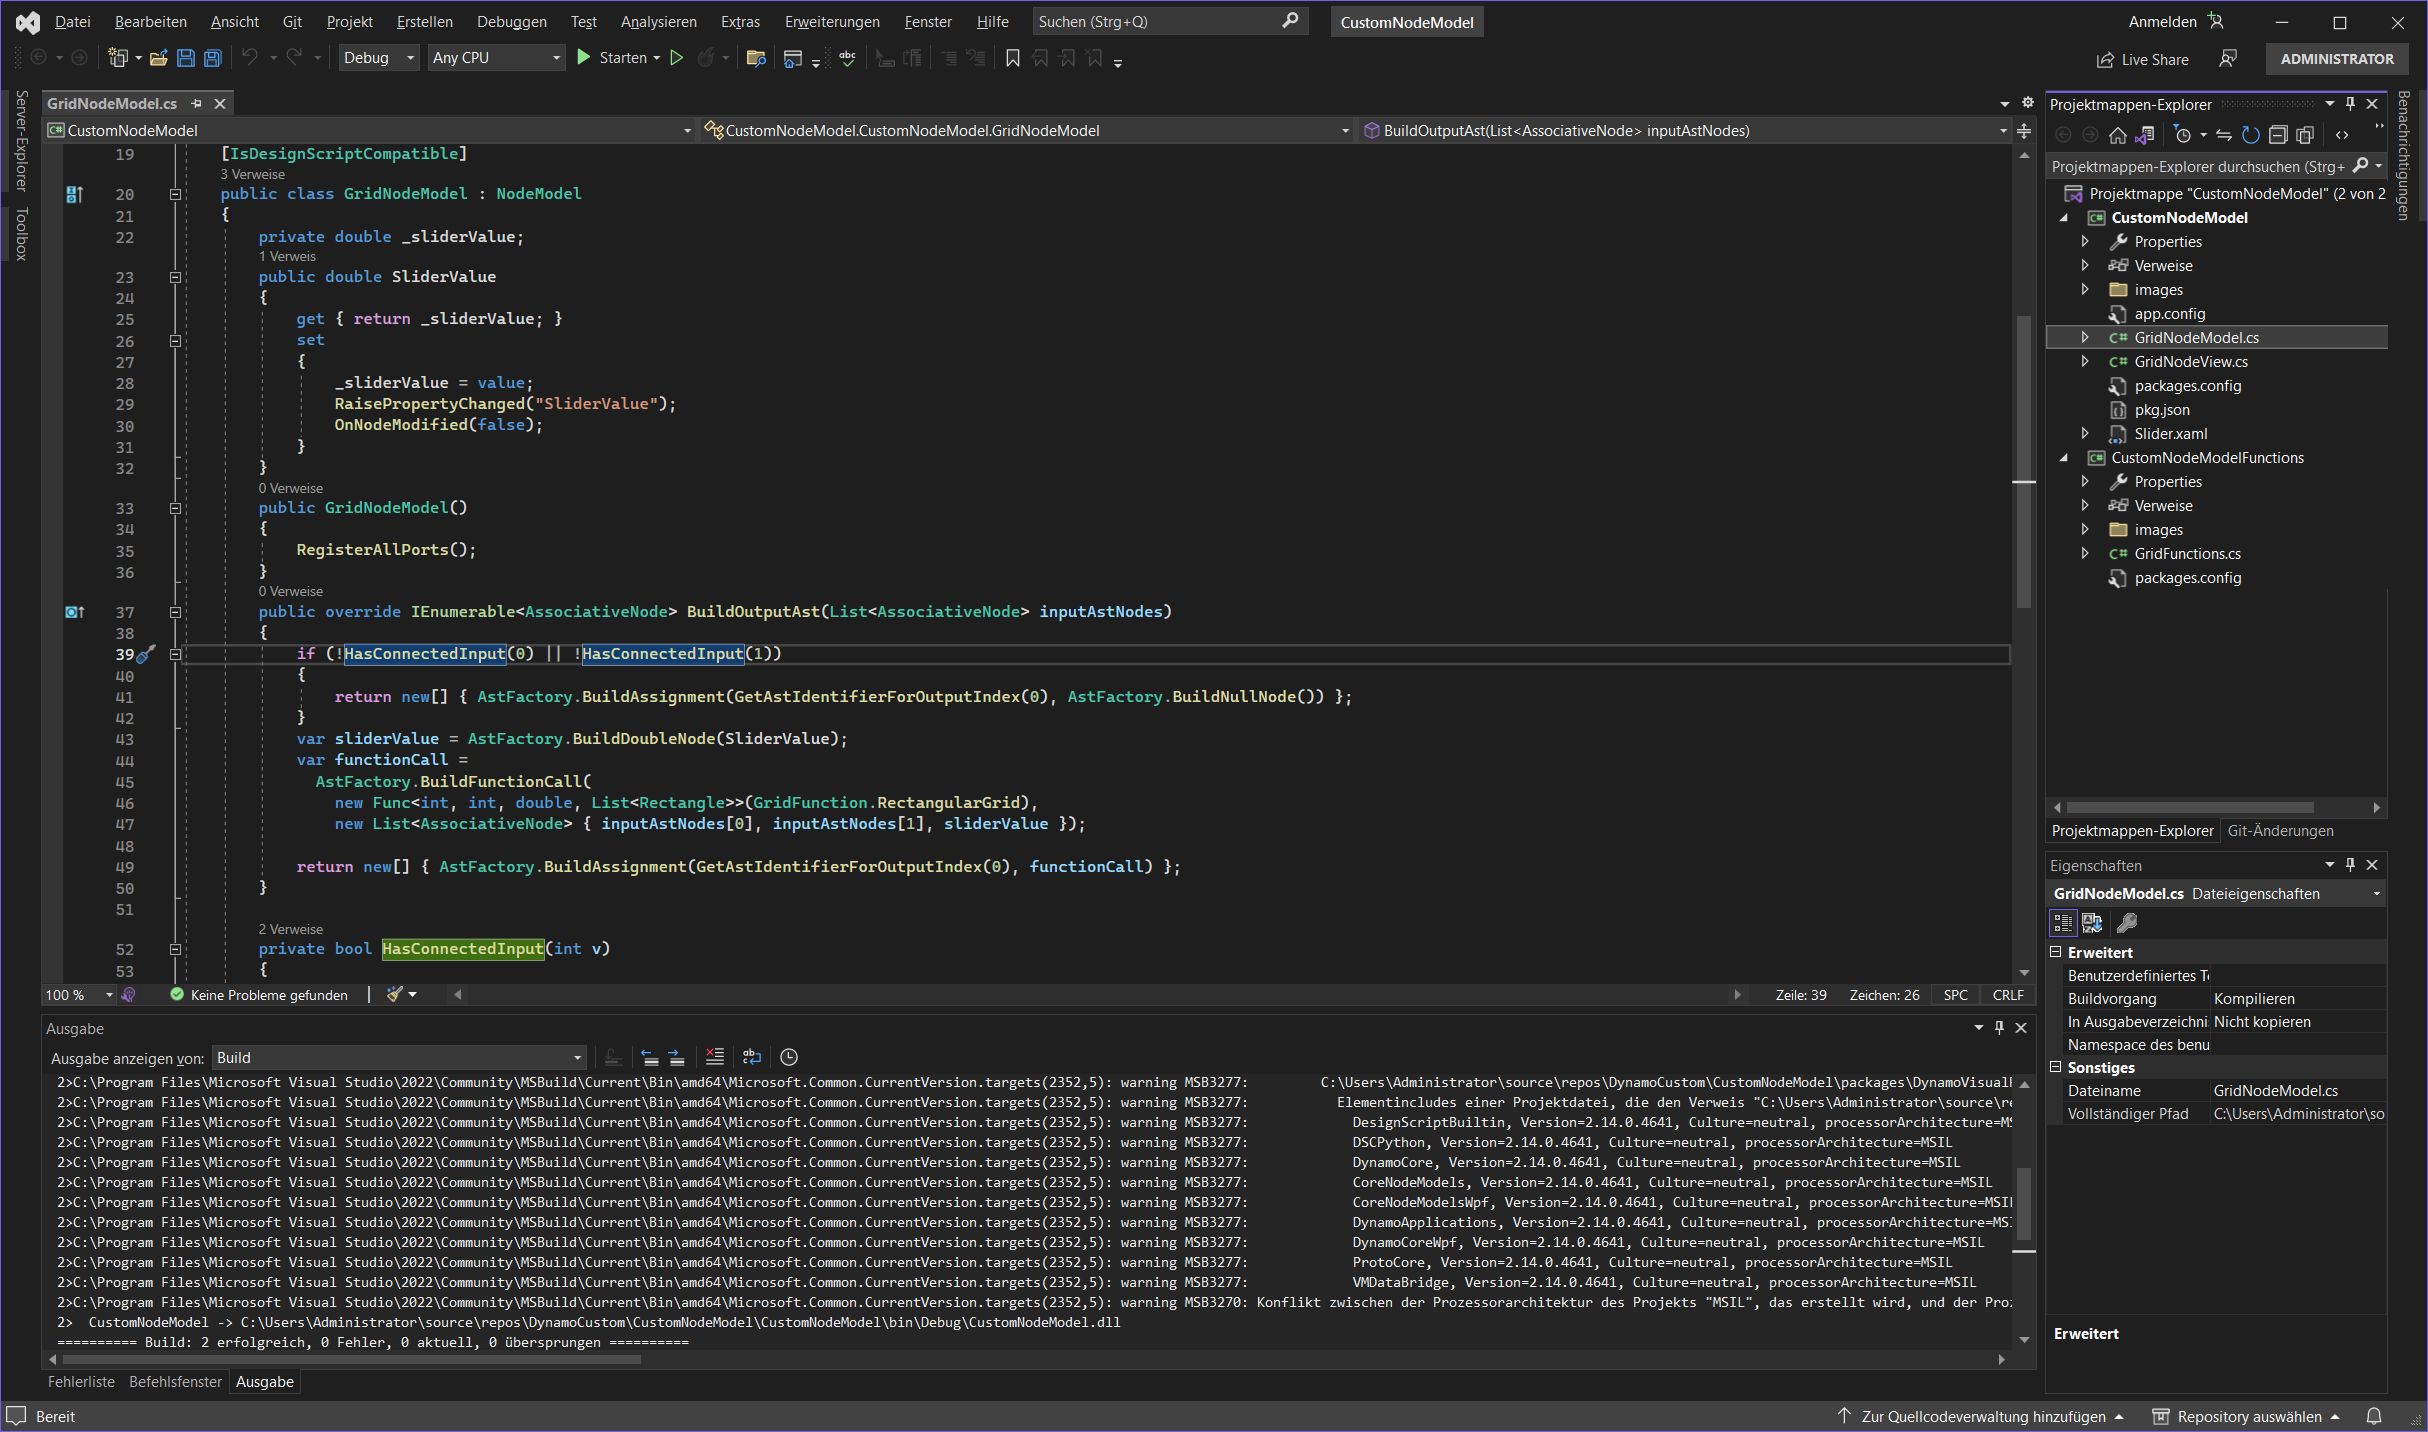 Datei Bearbeiten Ansicht Git Projekt Erstellen Debuggen Test Analysieren Extras Erweiterungen Fenster Hilfe Suchen (Strg+Q) CustomNodeModel Anmelden
Debug Any CPU Starten Live Share ADMINISTRATOR
Server-Explorer
Toolbox
GridNodeModel.cs
CustomNodeModel CustomNodeModel.CustomNodeModel.GridNodeModel BuildOutputAst(List<AssociativeNode> inputAstNodes)
19 [IsDesignScriptCompatible]
3 Verweise
20 public class GridNodeModel : NodeModel
21 {
22 private double _sliderValue;
1 Verweis
23 public double SliderValue
24 {
25 get { return _sliderValue; }
26 set
27 {
28 _sliderValue = value;
29 RaisePropertyChanged("SliderValue");
30 OnNodeModified(false);
31 }
32 }
0 Verweise
33 public GridNodeModel()
34 {
35 RegisterAllPorts();
36 }
0 Verweise
37 public override IEnumerable<AssociativeNode> BuildOutputAst(List<AssociativeNode> inputAstNodes)
38 {
39 if (!HasConnectedInput(0) || !HasConnectedInput(1))
40 {
41 return new[] { AstFactory.BuildAssignment(GetAstIdentifierForOutputIndex(0), AstFactory.BuildNullNode()) };
42 }
43 var sliderValue = AstFactory.BuildDoubleNode(SliderValue);
44 var functionCall =
45 AstFactory.BuildFunctionCall(
46 new Func<int, int, double, List<Rectangle>>(GridFunction.RectangularGrid),
47 new List<AssociativeNode> { inputAstNodes[0], inputAstNodes[1], sliderValue });
48
49 return new[] { AstFactory.BuildAssignment(GetAstIdentifierForOutputIndex(0), functionCall) };
50 }
51
2 Verweise
52 private bool HasConnectedInput(int v)
53 {
100 % Keine Probleme gefunden Zeile: 39 Zeichen: 26 SPC CRLF
Ausgabe
Ausgabe anzeigen von: Build
2>C:\Program Files\Microsoft Visual Studio\2022\Community\MSBuild\Current\Bin\amd64\Microsoft.Common.CurrentVersion.targets(2352,5): warning MSB3277: C:\Users\Administrator\source\repos\DynamoCustom\CustomNodeModel\packages\DynamoVisual
2>C:\Program Files\Microsoft Visual Studio\2022\Community\MSBuild\Current\Bin\amd64\Microsoft.Common.CurrentVersion.targets(2352,5): warning MSB3277: Elementincludes einer Projektdatei, die den Verweis "C:\Users\Administrator\source\re
2>C:\Program Files\Microsoft Visual Studio\2022\Community\MSBuild\Current\Bin\amd64\Microsoft.Common.CurrentVersion.targets(2352,5): warning MSB3277: DesignScriptBuiltin, Version=2.14.0.4641, Culture=neutral, processorArchitecture=MS
2>C:\Program Files\Microsoft Visual Studio\2022\Community\MSBuild\Current\Bin\amd64\Microsoft.Common.CurrentVersion.targets(2352,5): warning MSB3277: DSCPython, Version=2.14.0.4641, Culture=neutral, processorArchitecture=MSIL
2>C:\Program Files\Microsoft Visual Studio\2022\Community\MSBuild\Current\Bin\amd64\Microsoft.Common.CurrentVersion.targets(2352,5): warning MSB3277: DynamoCore, Version=2.14.0.4641, Culture=neutral, processorArchitecture=MSIL
2>C:\Program Files\Microsoft Visual Studio\2022\Community\MSBuild\Current\Bin\amd64\Microsoft.Common.CurrentVersion.targets(2352,5): warning MSB3277: CoreNodeModels, Version=2.14.0.4641, Culture=neutral, processorArchitecture=MSIL
2>C:\Program Files\Microsoft Visual Studio\2022\Community\MSBuild\Current\Bin\amd64\Microsoft.Common.CurrentVersion.targets(2352,5): warning MSB3277: CoreNodeModelsWpf, Version=2.14.0.4641, Culture=neutral, processorArchitecture=MSIL
2>C:\Program Files\Microsoft Visual Studio\2022\Community\MSBuild\Current\Bin\amd64\Microsoft.Common.CurrentVersion.targets(2352,5): warning MSB3277: DynamoApplications, Version=2.14.0.4641, Culture=neutral, processorArchitecture=MS
2>C:\Program Files\Microsoft Visual Studio\2022\Community\MSBuild\Current\Bin\amd64\Microsoft.Common.CurrentVersion.targets(2352,5): warning MSB3277: DynamoCoreWpf, Version=2.14.0.4641, Culture=neutral, processorArchitecture=MSIL
2>C:\Program Files\Microsoft Visual Studio\2022\Community\MSBuild\Current\Bin\amd64\Microsoft.Common.CurrentVersion.targets(2352,5): warning MSB3277: ProtoCore, Version=2.14.0.4641, Culture=neutral, processorArchitecture=MSIL
2>C:\Program Files\Microsoft Visual Studio\2022\Community\MSBuild\Current\Bin\amd64\Microsoft.Common.CurrentVersion.targets(2352,5): warning MSB3277: VMDataBridge, Version=2.14.0.4641, Culture=neutral, processorArchitecture=MSIL
2>C:\Program Files\Microsoft Visual Studio\2022\Community\MSBuild\Current\Bin\amd64\Microsoft.Common.CurrentVersion.targets(2352,5): warning MSB3270: Konflikt zwischen der Prozessorarchitektur des Projekts "MSIL", das erstellt wird, und der Pro
2> CustomNodeModel -> C:\Users\Administrator\source\repos\DynamoCustom\CustomNodeModel\CustomNodeModel\bin\Debug\CustomNodeModel.dll
========== Build: 2 erfolgreich, 0 Fehler, 0 aktuell, 0 übersprungen ==========
Fehlerliste Befehlsfenster Ausgabe
Projektmappen-Explorer
Projektmappen-Explorer durchsuchen (Strg+
Projektmappe "CustomNodeModel" (2 von 2
CustomNodeModel
Properties
Verweise
images
app.config
C# GridNodeModel.cs
C# GridNodeView.cs
packages.config
pkg.json
Slider.xaml
CustomNodeModelFunctions
Properties
Verweise
images
C# GridFunctions.cs
packages.config
Projektmappen-Explorer Git-Änderungen
Eigenschaften
GridNodeModel.cs Dateieigenschaften
Erweitert
Benutzerdefiniertes T
Buildvorgang Kompilieren
In Ausgabeverzeichni Nicht kopieren
Namespace des benu
Sonstiges
Dateiname GridNodeModel.cs
Vollständiger Pfad C:\Users\Administrator\so
Erweitert
Benachrichtigungen
Bereit Zur Quellcodeverwaltung hinzufügen Repository auswählen